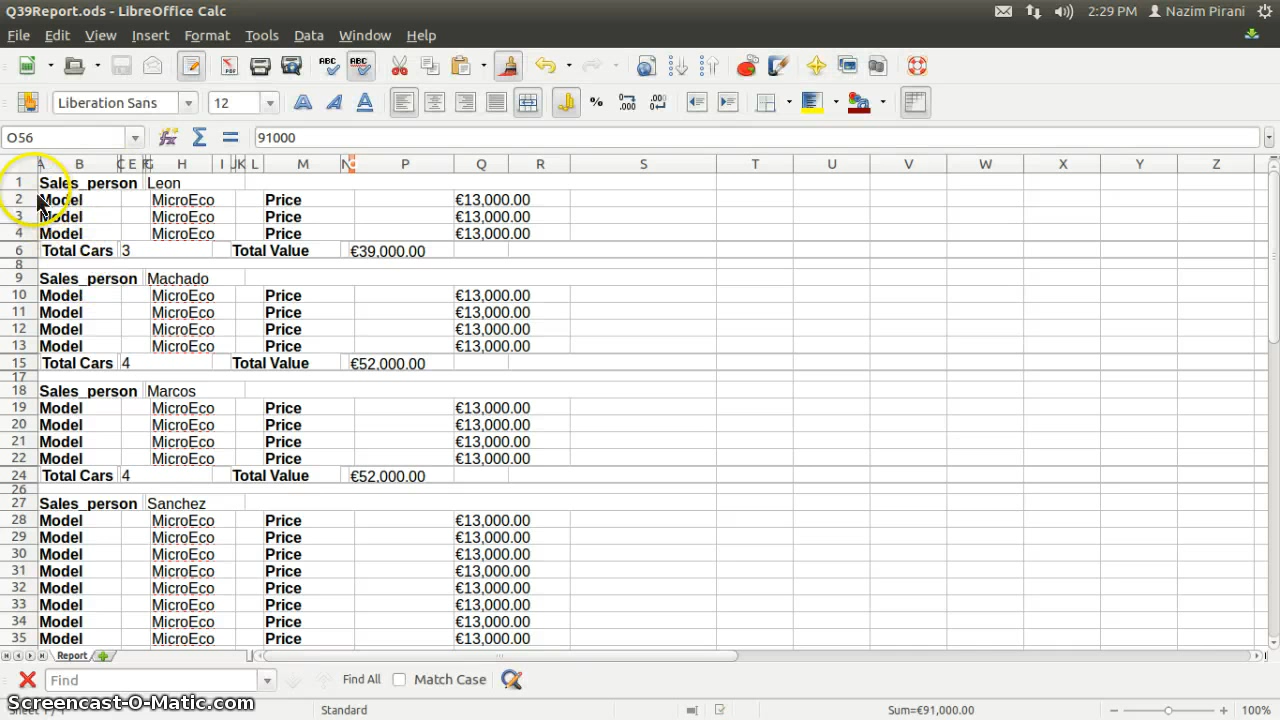 Q39Report.ods - LibreOffice Calc 2:29 PM Nazim Pirani
File Edit View Insert Format Tools Data Window Help
ABC ABC
Liberation Sans 12 %
O56 91000
A B C E F G H I J K L M N P Q R S T U V W X Y Z
1 Sales_person Leon
2 Model MicroEco Price €13,000.00
3 Model MicroEco Price €13,000.00
4 Model MicroEco Price €13,000.00
6 Total Cars 3 Total Value €39,000.00
8
9 Sales_person Machado
10 Model MicroEco Price €13,000.00
11 Model MicroEco Price €13,000.00
12 Model MicroEco Price €13,000.00
13 Model MicroEco Price €13,000.00
15 Total Cars 4 Total Value €52,000.00
17
18 Sales_person Marcos
19 Model MicroEco Price €13,000.00
20 Model MicroEco Price €13,000.00
21 Model MicroEco Price €13,000.00
22 Model MicroEco Price €13,000.00
24 Total Cars 4 Total Value €52,000.00
26
27 Sales_person Sanchez
28 Model MicroEco Price €13,000.00
29 Model MicroEco Price €13,000.00
30 Model MicroEco Price €13,000.00
31 Model MicroEco Price €13,000.00
32 Model MicroEco Price €13,000.00
33 Model MicroEco Price €13,000.00
34 Model MicroEco Price €13,000.00
35 Model MicroEco Price €13,000.00
Report
Find Find All Match Case
Screencast-O-Matic.com
Standard Sum=€91,000.00 100%